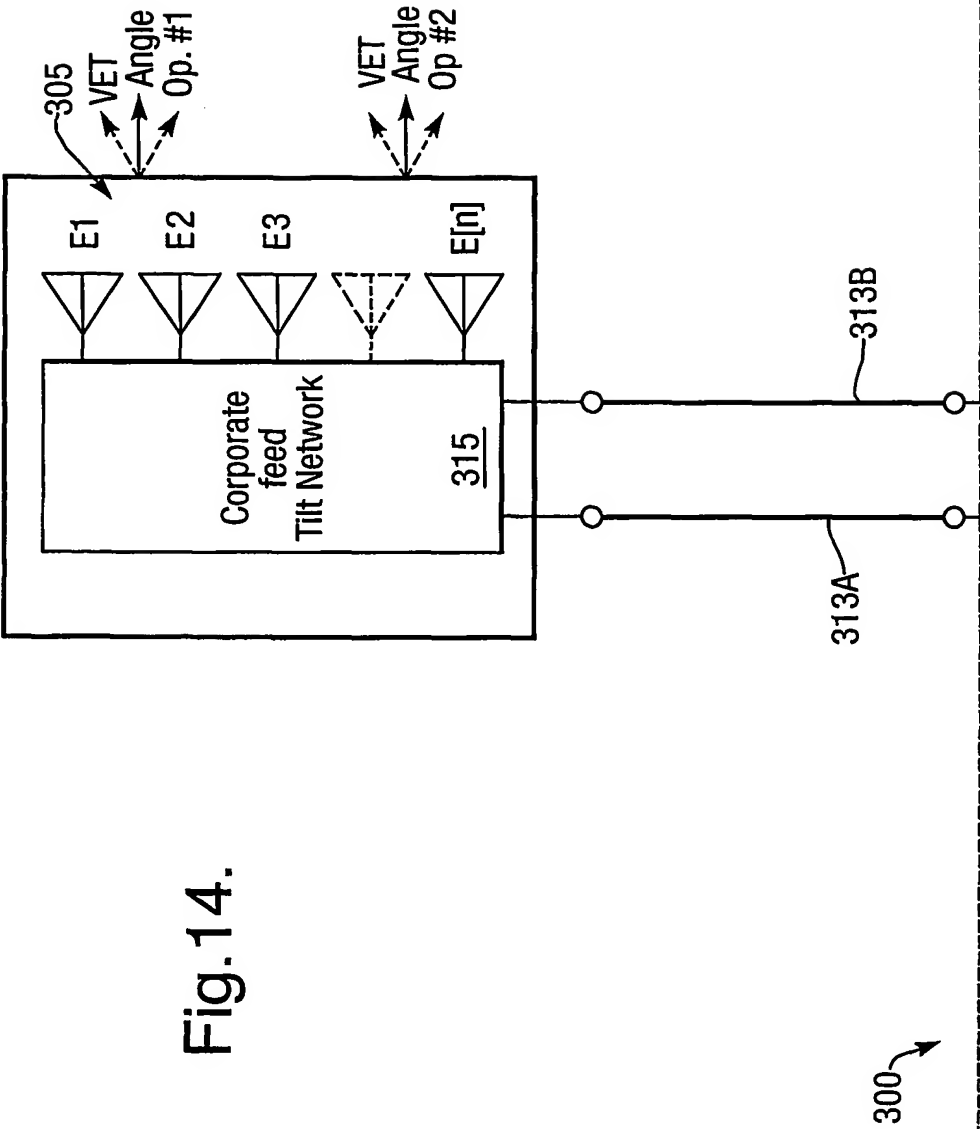 Fig.14.
300
305
VET
Angle
Op. #1
VET
Angle
Op #2
E1
E2
E3
E[n]
Corporate
feed
Tilt Network
315
313A
313B